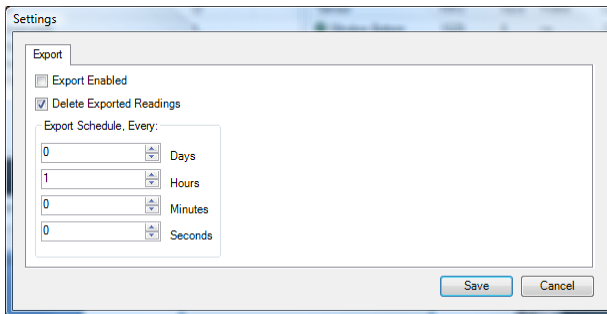 Settings
Export
Export Enabled
Delete Exported Readings
Export Schedule, Every:
0 Days
1 Hours
0 Minutes
0 Seconds
Save Cancel